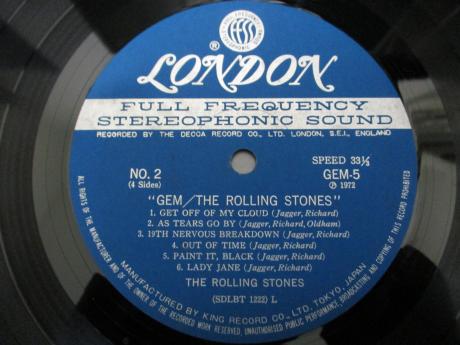 FULL FREQUENCY STEREOPHONIC SOUND
ffss
®
LONDON
FULL FREQUENCY
STEREOPHONIC SOUND
RECORDED BY THE DECCA RECORD CO., LTD. LONDON, S.E.I., ENGLAND
NO. 2
(4 Sides)
SPEED 33⅓
GEM-5
℗ 1972
"GEM/THE ROLLING STONES"
1. GET OFF OF MY CLOUD (Jagger, Richard)
2. AS TEARS GO BY (Jagger, Richard, Oldham)
3. 19TH NERVOUS BREAKDOWN (Jagger, Richard)
4. OUT OF TIME (Jagger, Richard)
5. PAINT IT, BLACK (Jagger, Richard)
6. LADY JANE (Jagger, Richard)
THE ROLLING STONES
(SDLBT 1222) L
MANUFACTURED BY KING RECORD CO., LTD. TOKYO, JAPAN
ALL RIGHTS OF THE MANUFACTURER AND OF THE OWNER OF THE RECORDED WORK RESERVED. UNAUTHORISED PUBLIC PERFORMANCE, BROADCASTING AND COPYING OF THIS RECORD PROHIBITED.